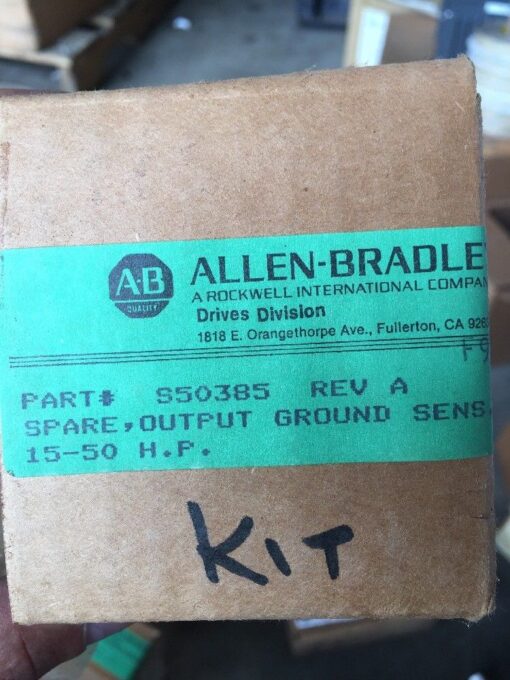 AB
QUALITY
ALLEN-BRADLE
A ROCKWELL INTERNATIONAL COMPAN
Drives Division
1818 E. Orangethorpe Ave., Fullerton, CA 926
PART# S50385 REV A
SPARE,OUTPUT GROUND SENS.
15-50 H.P.
KIT